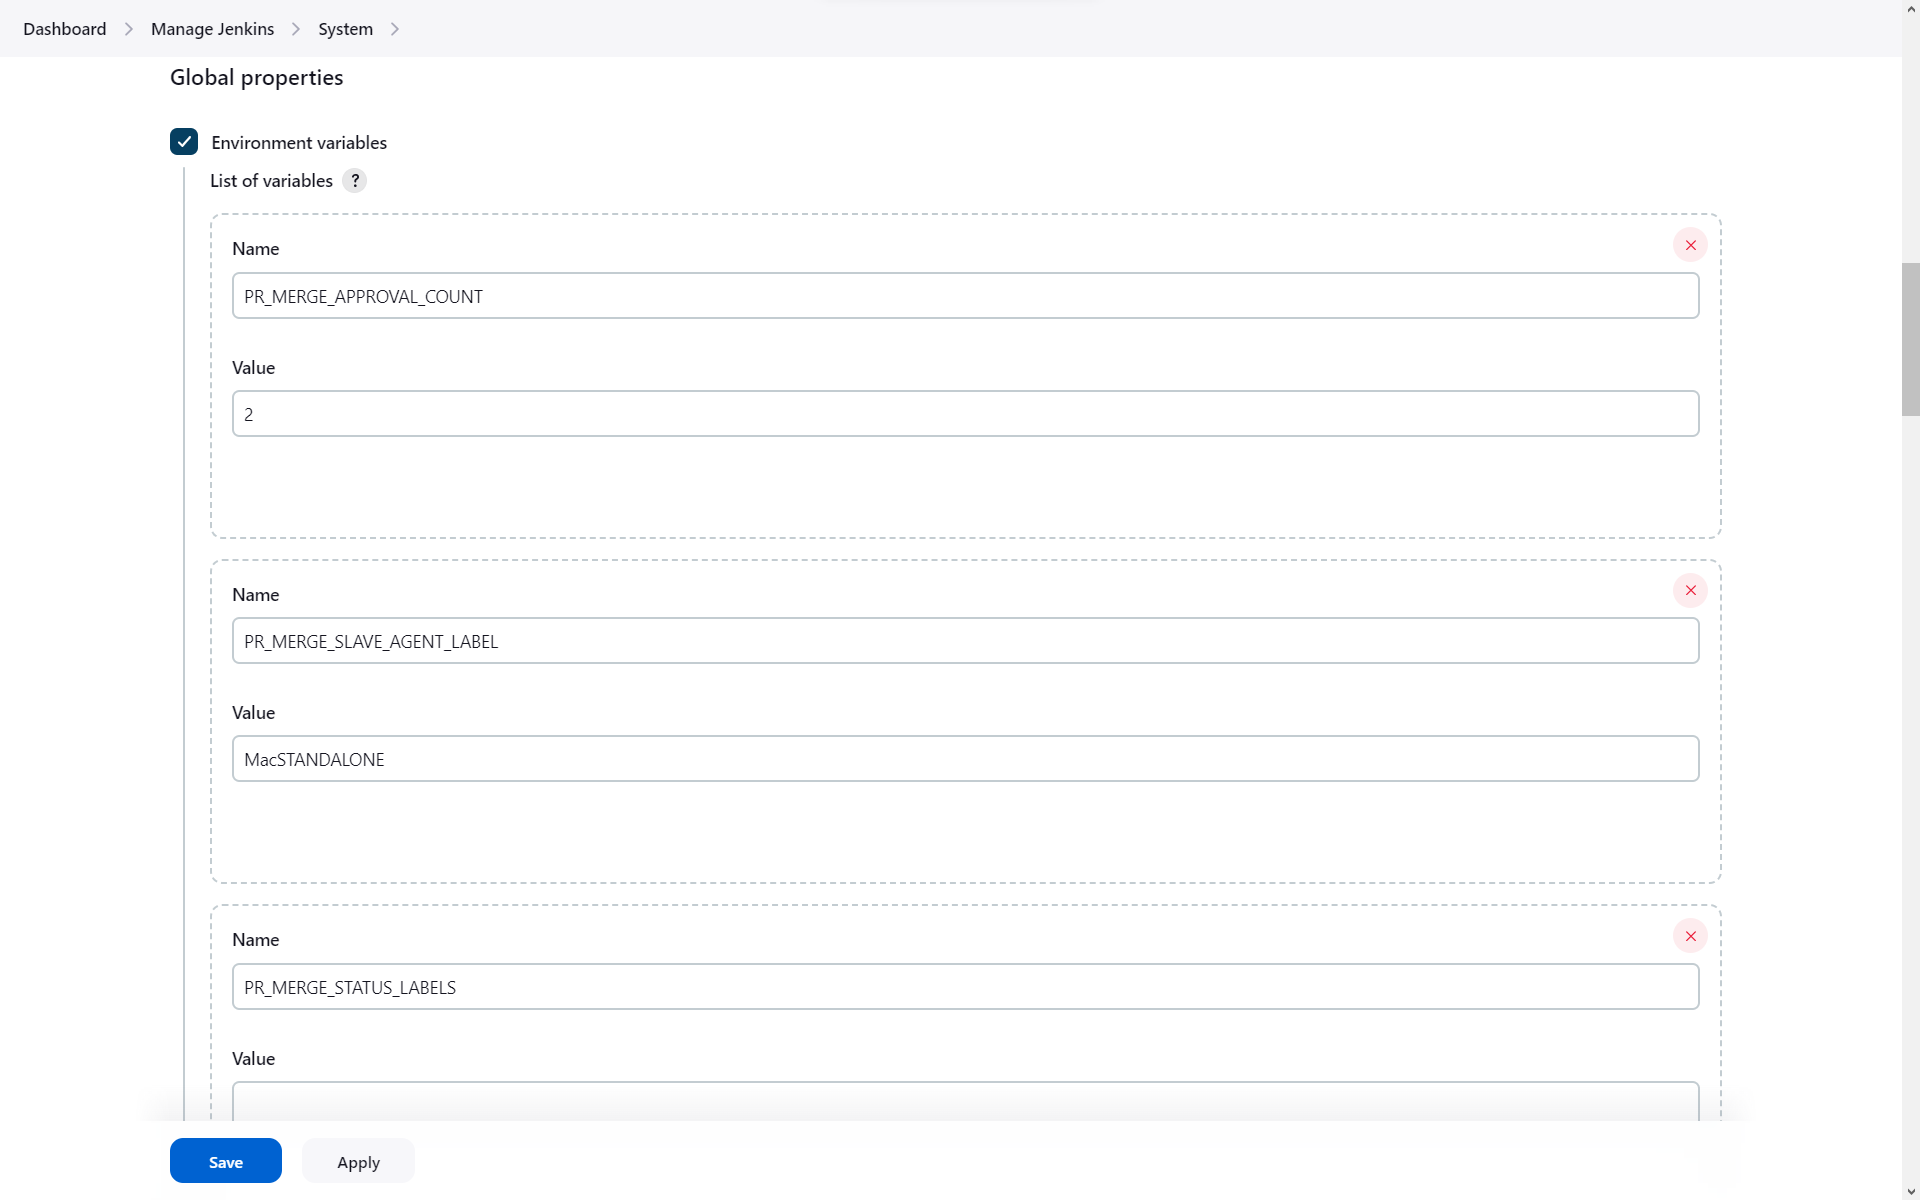 Dashboard
Manage Jenkins
System
Global properties
Environment variables
List of variables ?
Name
PR_MERGE_APPROVAL_COUNT
Value
2
Name
PR_MERGE_SLAVE_AGENT_LABEL
Value
MacSTANDALONE
Name
PR_MERGE_STATUS_LABELS
Value
Save
Apply